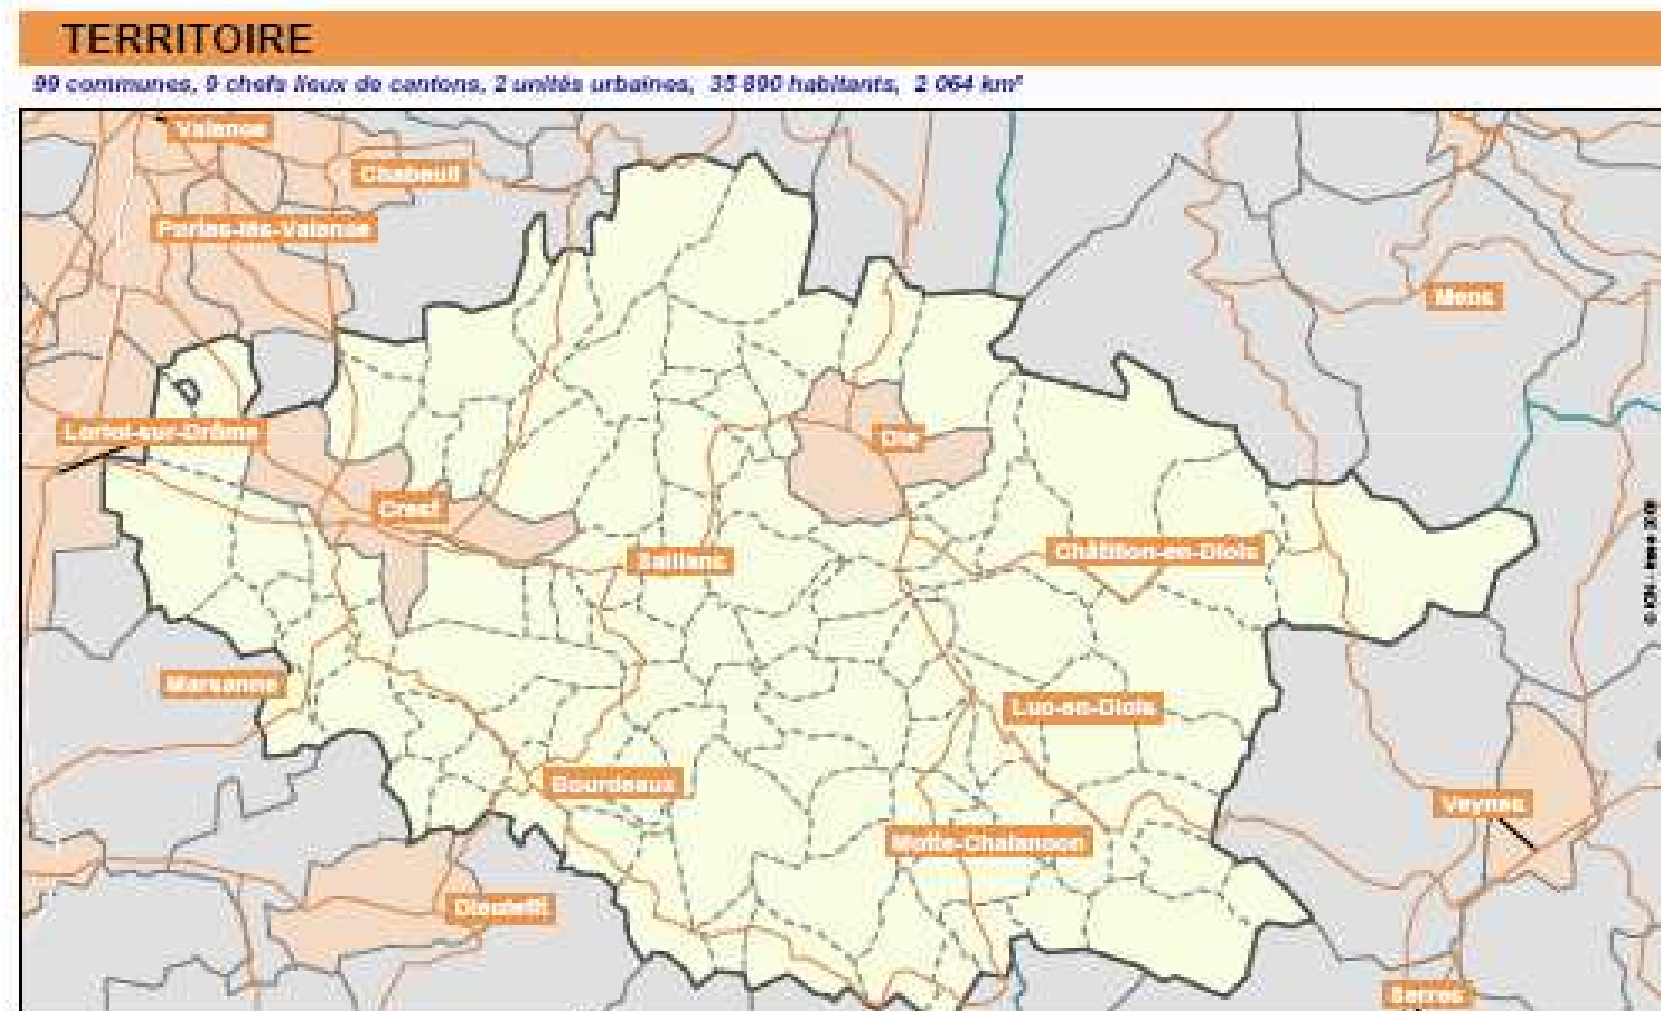 TERRITOIRE
99 communes, 9 chefs lieux de cantons, 2 unités urbaines, 35 890 habitants, 2 064 km²
Valence
Chabeuil
Portes-lès-Valence
Mens
Loriol-sur-Drôme
Die
Crest
Saillans
Châtillon-en-Diois
Marsanne
Luc-en-Diois
Bourdeaux
Veynes
Motte-Chalancon
Dieulefit
Serres